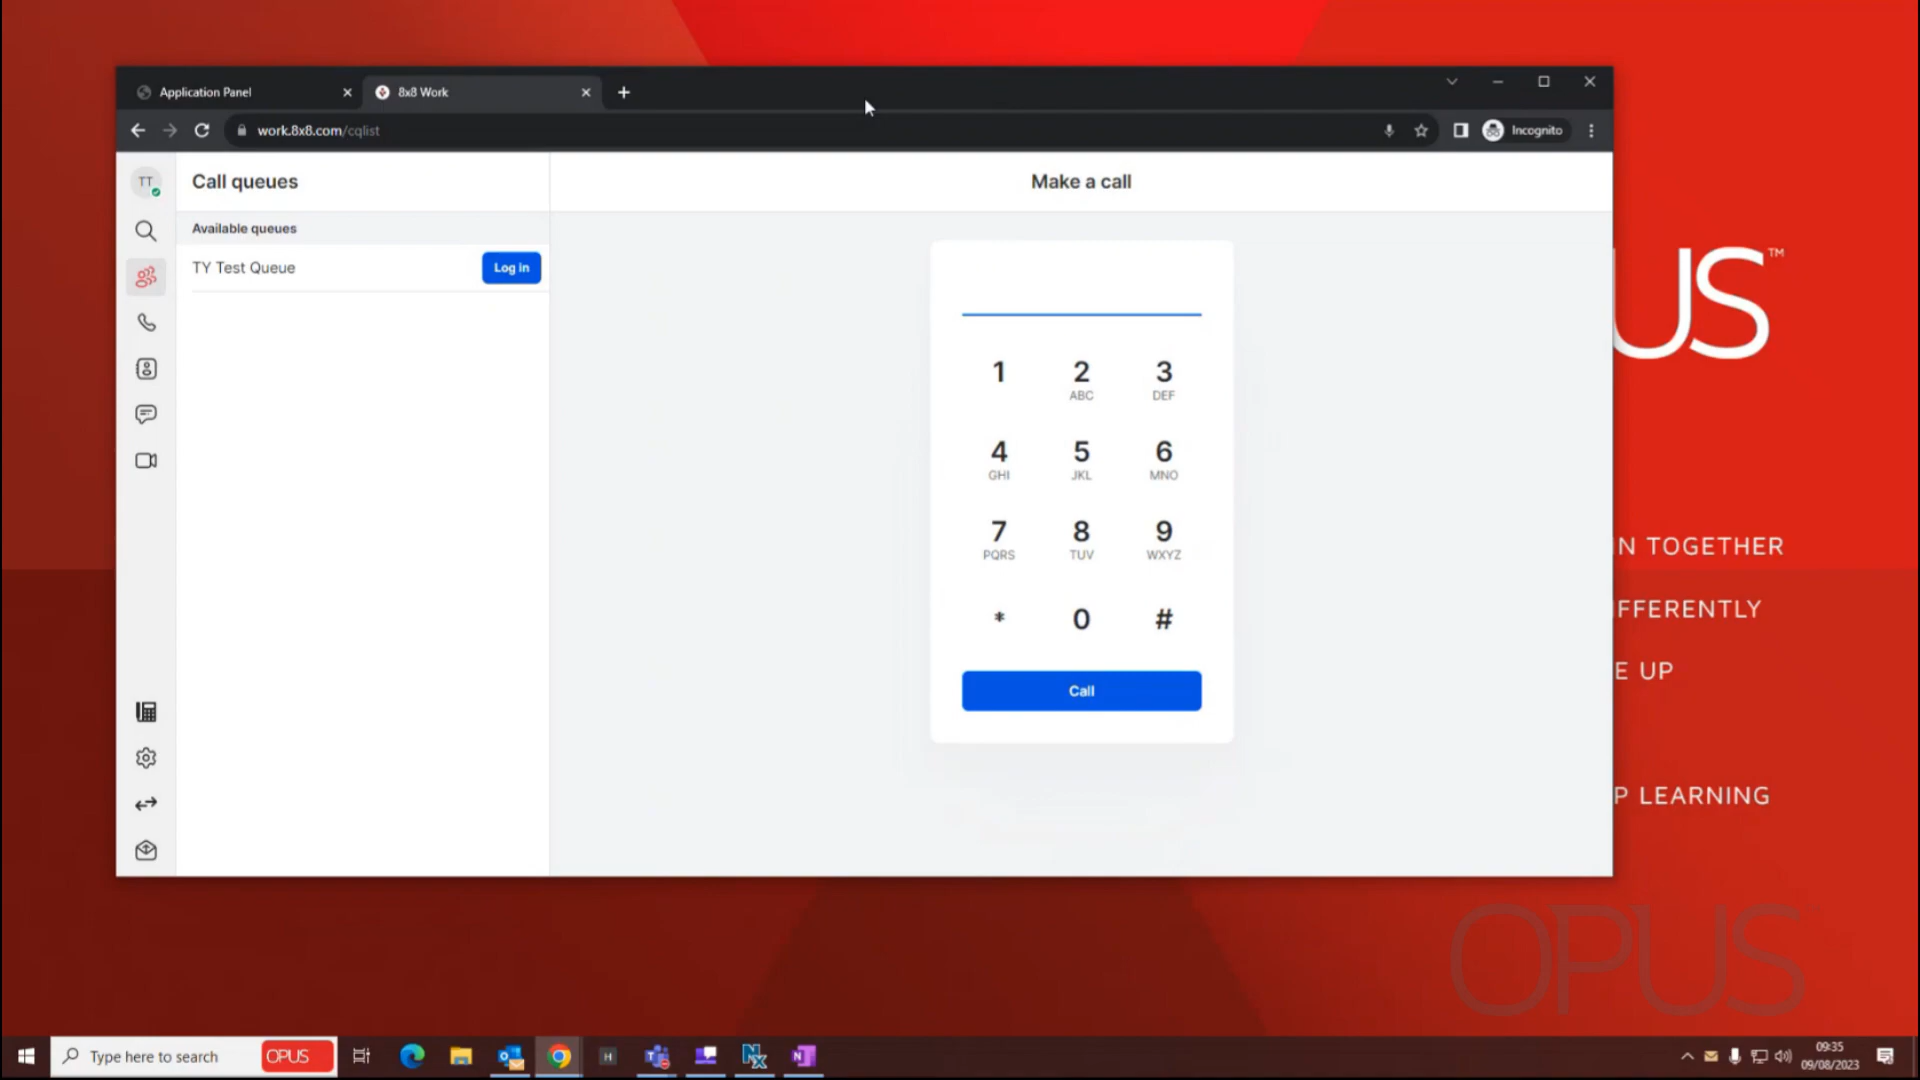 Application Panel
8x8 Work
work.8x8.com/cqlist
Incognito
TT
Call queues
Make a call
Available queues
TY Test Queue
Log in
1
2
3
ABC
DEF
4
5
6
GHI
JKL
MNO
7
8
9
PQRS
TUV
WXYZ
*
0
#
Call
US™
N TOGETHER
FFERENTLY
E UP
P LEARNING
OPUS
Type here to search
OPUS
H
09:35
09/08/2023